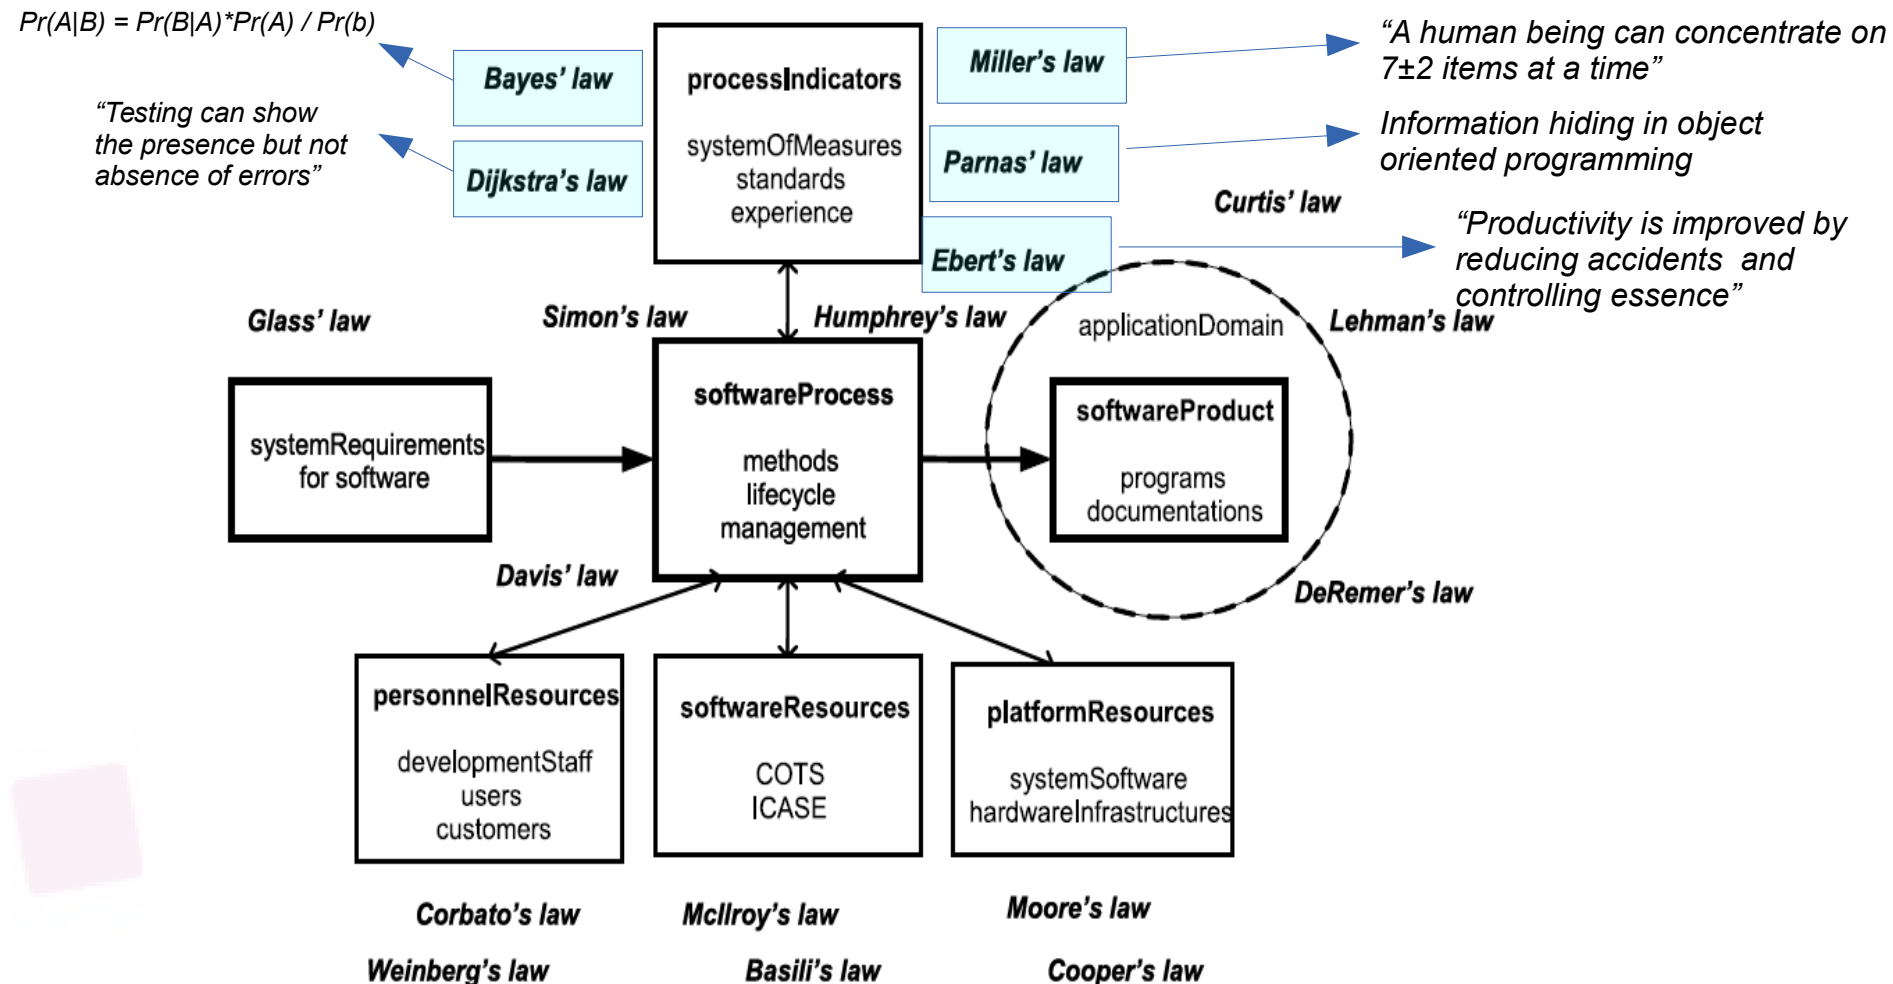 Pr(A|B) = Pr(B|A)*Pr(A) / Pr(b)
Bayes’ law
“Testing can show
the presence but not
absence of errors”
Dijkstra’s law
processIndicators
systemOfMeasures
standards
experience
Miller’s law
“A human being can concentrate on
7±2 items at a time”
Parnas’ law
Information hiding in object
oriented programming
Curtis’ law
Ebert’s law
“Productivity is improved by
reducing accidents and
controlling essence”
Glass’ law
Simon’s law
Humphrey’s law
applicationDomain
Lehman’s law
systemRequirements
for software
softwareProcess
methods
lifecycle
management
softwareProduct
programs
documentations
Davis’ law
DeRemer’s law
personnelResources
developmentStaff
users
customers
softwareResources
COTS
ICASE
platformResources
systemSoftware
hardwareInfrastructures
Corbato’s law
McIlroy’s law
Moore’s law
Weinberg’s law
Basili’s law
Cooper’s law